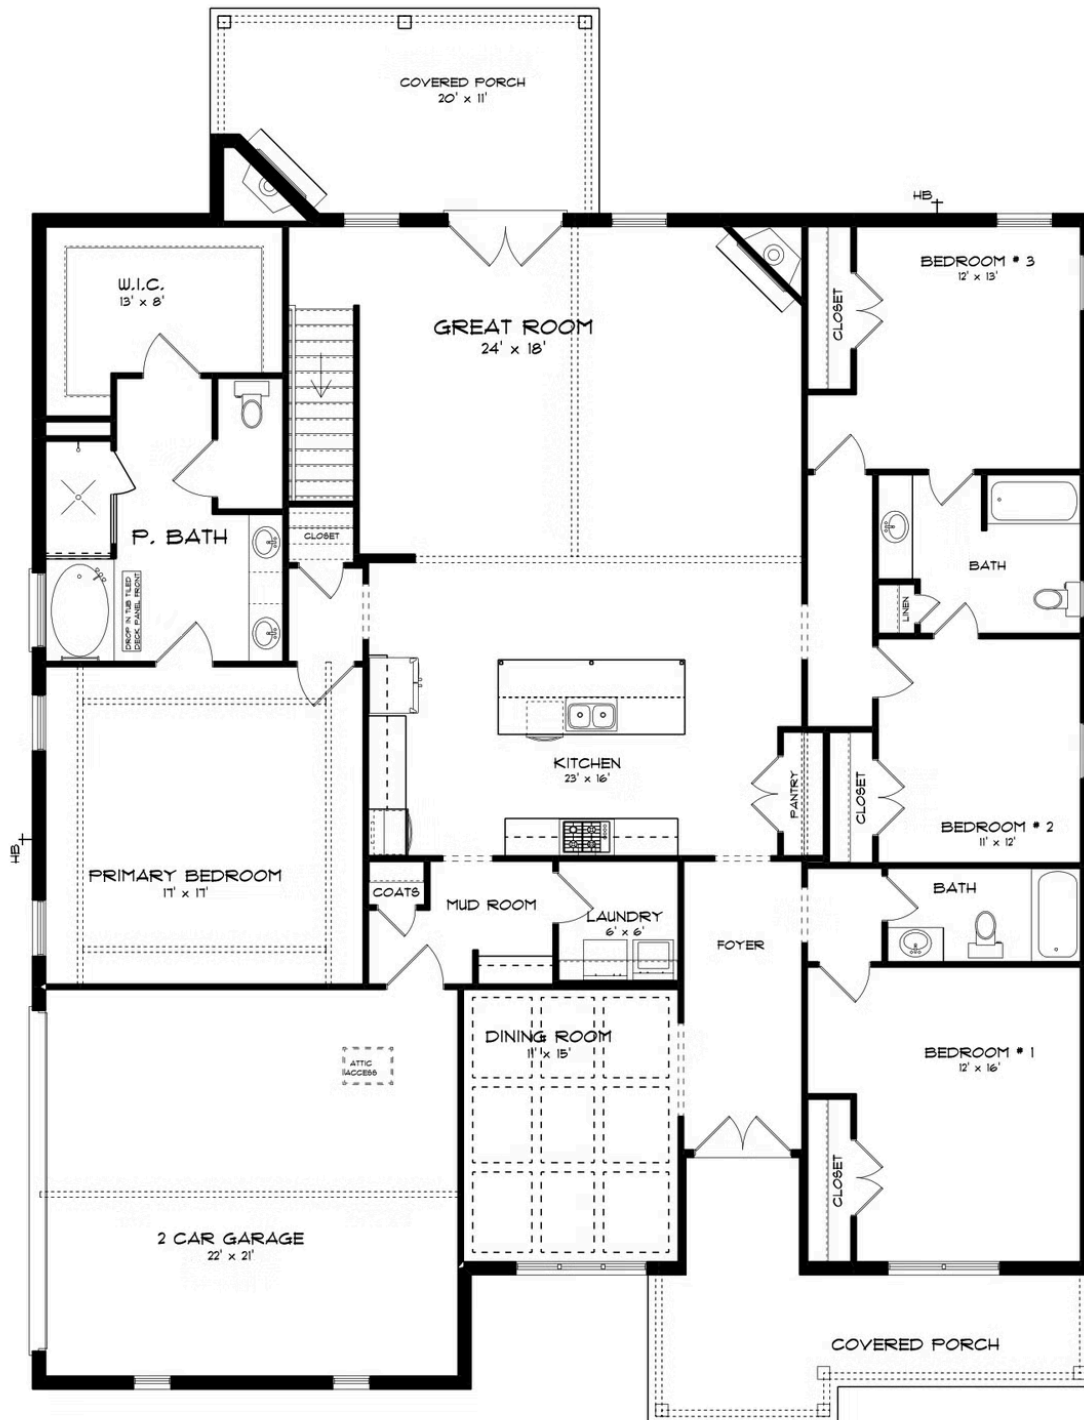 COVERED PORCH
20' x 11'
HB
BEDROOM # 3
12' x 13'
W.I.C.
13' x 8'
CLOSET
GREAT ROOM
24' x 18'
P. BATH
CLOSET
BATH
DROP IN TUB TILED
DECK PANEL FRONT
LINEN
KITCHEN
23' x 16'
PANTRY
CLOSET
BEDROOM # 2
11' x 12'
HB
PRIMARY BEDROOM
17' x 17'
COATS
MUD ROOM
LAUNDRY
6' x 6'
BATH
FOYER
DINING ROOM
11' x 15'
BEDROOM # 1
12' x 16'
ATTIC
ACCESS
CLOSET
2 CAR GARAGE
22' x 21'
COVERED PORCH